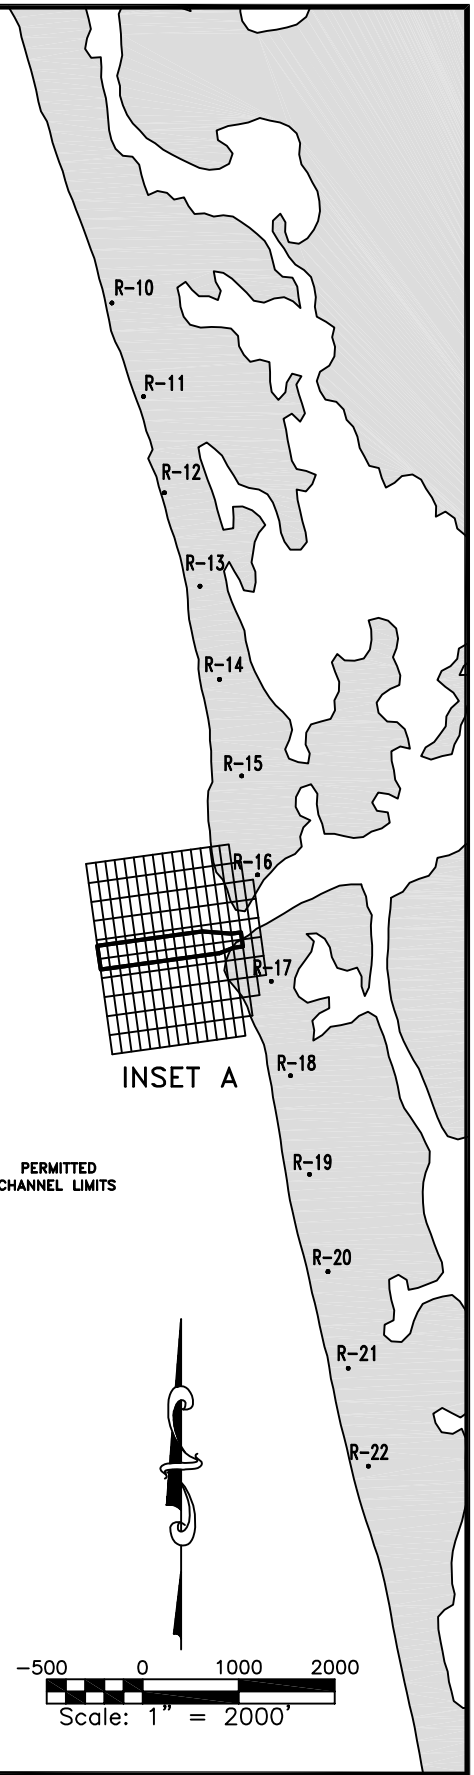 R-10
R-11
R-12
R-13
R-14
R-15
R-16
R-17
INSET A
R-18
PERMITTED
CHANNEL LIMITS
R-19
R-20
R-21
R-22
-500 0 1000 2000
Scale: 1" = 2000'